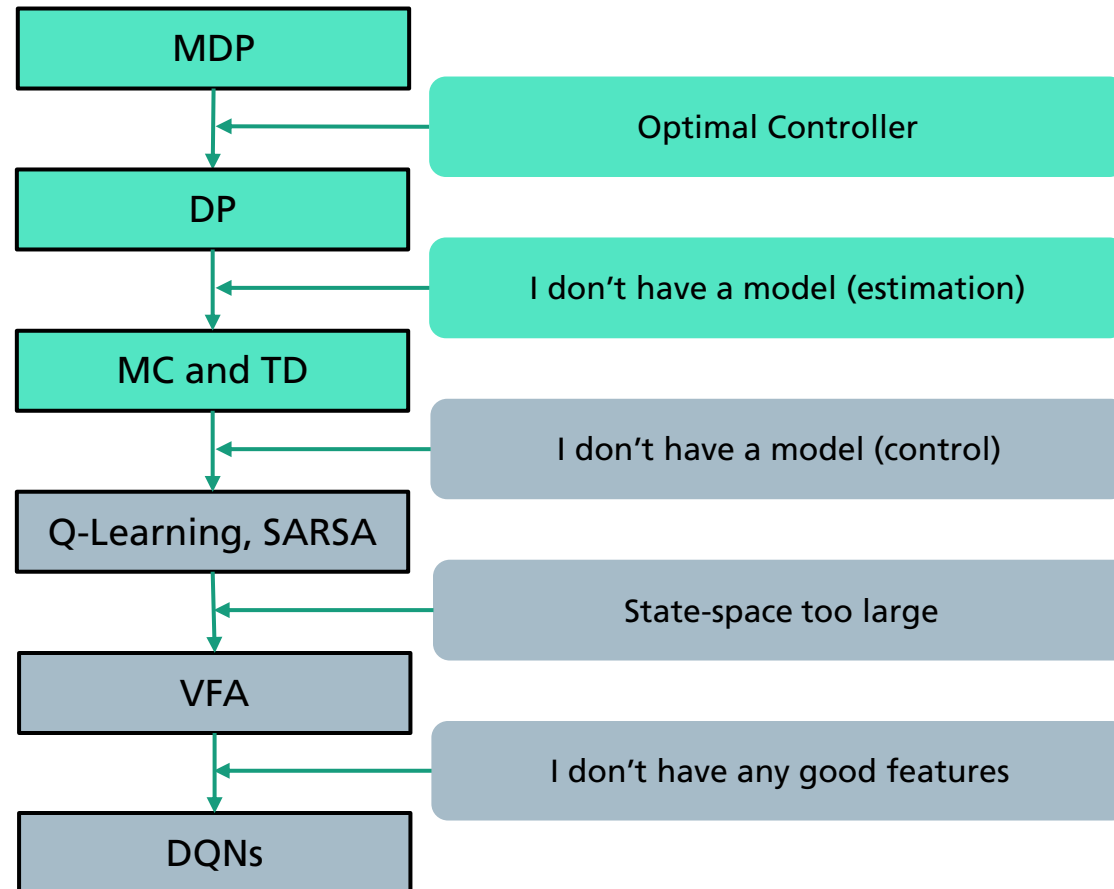 MDP
Optimal Controller
DP
I don’t have a model (estimation)
MC and TD
I don’t have a model (control)
Q-Learning, SARSA
State-space too large
VFA
I don’t have any good features
DQNs